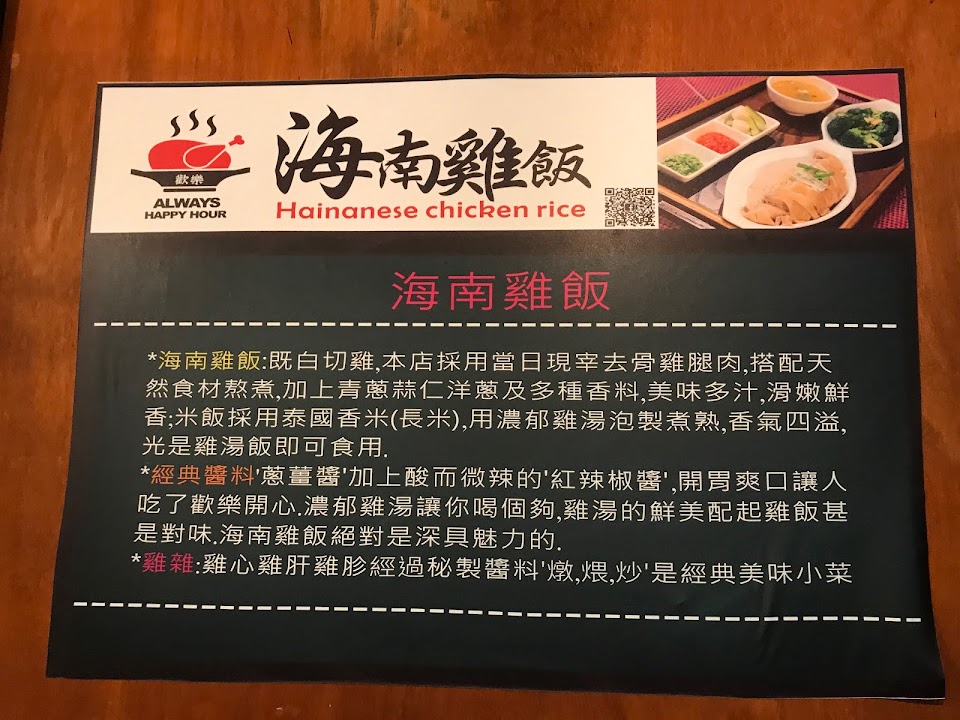 歡樂
ALWAYS
HAPPY HOUR
海南雞飯
Hainanese chicken rice
海南雞飯
*海南雞飯:既白切雞,本店採用當日現宰去骨雞腿肉,搭配天
然食材熬煮,加上青蔥蒜仁洋蔥及多種香料,美味多汁,滑嫩鮮
香;米飯採用泰國香米(長米),用濃郁雞湯泡製煮熟,香氣四溢,
光是雞湯飯即可食用.
*經典醬料'蔥薑醬'加上酸而微辣的'紅辣椒醬',開胃爽口讓人
吃了歡樂開心.濃郁雞湯讓你喝個夠,雞湯的鮮美配起雞飯甚
是對味.海南雞飯絕對是深具魅力的.
*雞雜:雞心雞肝雞胗經過秘製醬料'燉,煨,炒'是經典美味小菜